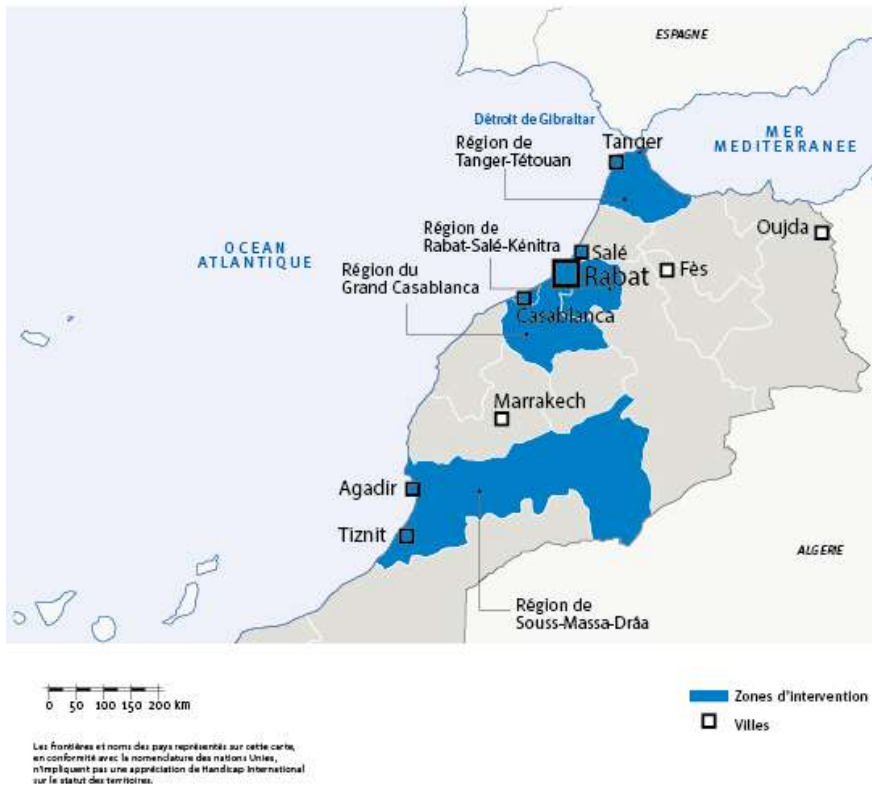 ESPAGNE
Détroit de Gibraltar
MER
MEDITERRANEE
Région de
Tanger-Tétouan
Tanger
Oujda
Région de
Rabat-Salé-Kénitra
Salé
OCEAN
ATLANTIQUE
Rabat
Fès
Région du
Grand Casablanca
Casablanca
Marrakech
Agadir
Tiznit
ALGERIE
Région de
Souss-Massa-Drâa
0 50 100 150 200 km
Zones d'intervention
Villes
Les frontières et noms des pays représentés sur cette carte,
en conformité avec la nomenclature des nations Unies,
n'impliquent pas une appréciation de Handicap International
sur le statut des territoires.